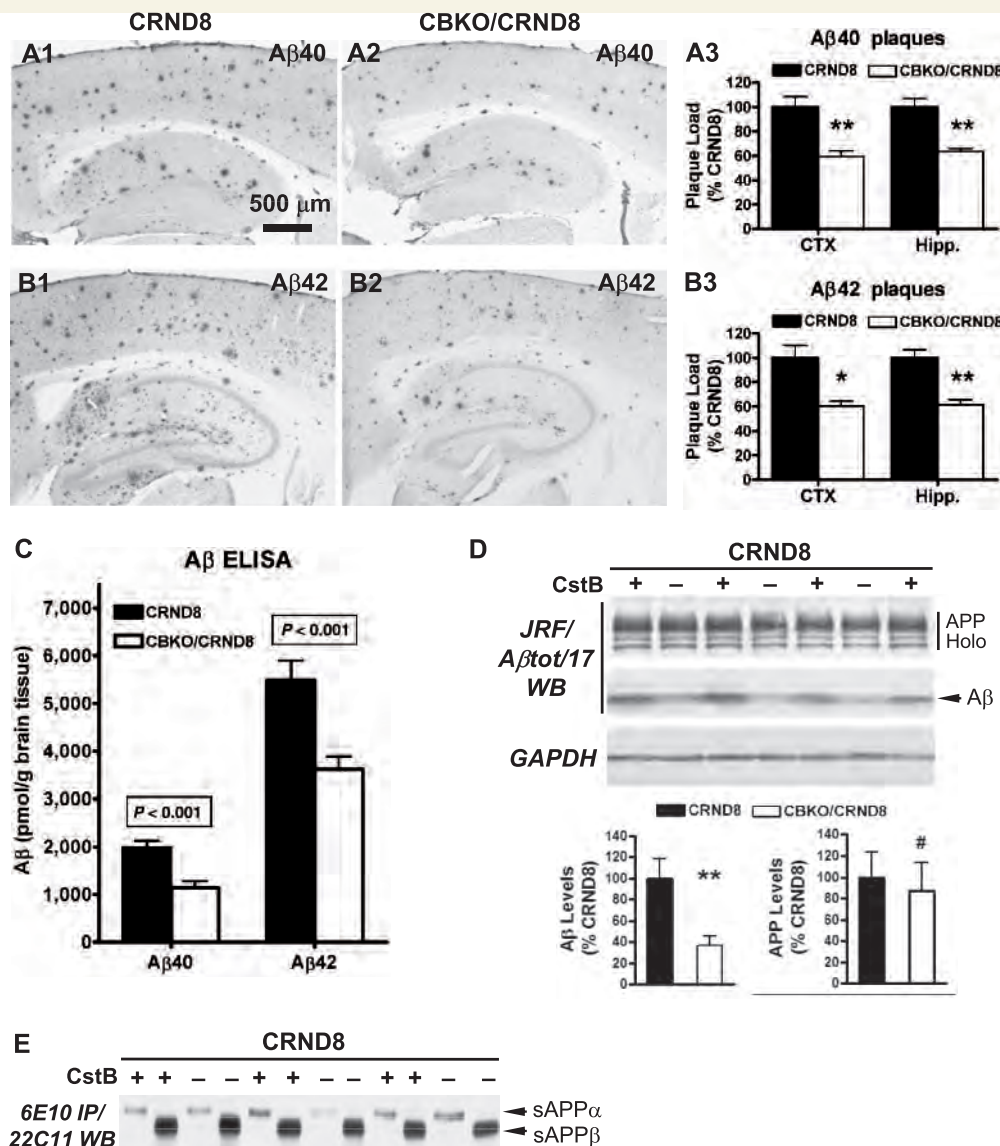 CRND8 CBKO/CRND8
A1 Aβ40 A2 Aβ40
500 μm
A3 Aβ40 plaques
CRND8 CBKO/CRND8
Plaque Load
(% CRND8)
120
100
80
60
40
20
0
** **
CTX Hipp.
B1 Aβ42 B2 Aβ42
B3 Aβ42 plaques
CRND8 CBKO/CRND8
Plaque Load
(% CRND8)
120
100
80
60
40
20
0
* **
CTX Hipp.
C Aβ ELISA
CRND8
CBKO/CRND8
Aβ (pmol/g brain tissue)
7,000
6,000
5,000
4,000
3,000
2,000
1,000
0
P < 0.001
P < 0.001
Aβ40 Aβ42
D CRND8
CstB + – + – + – +
JRF/
Aβtot/17
WB
APP
Holo
Aβ
GAPDH
CRND8 CBKO/CRND8
Aβ Levels
(% CRND8)
140
120
100
80
60
40
20
0
**
APP Levels
(% CRND8)
140
120
100
80
60
40
20
0
#
E CRND8
CstB + + – – + + – – + + – –
6E10 IP/
22C11 WB
sAPPα
sAPPβ